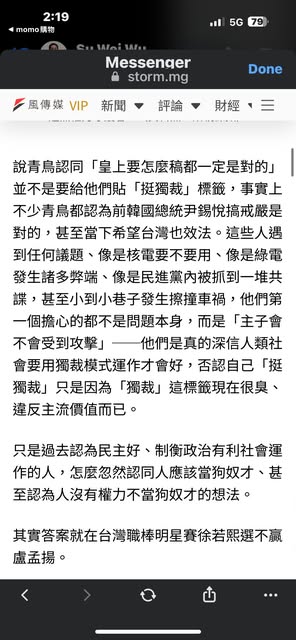 2:19
5G 79
momo購物
Su Wei Wu
Messenger
storm.mg
Done
風傳媒 VIP 新聞 評論 財經
說青鳥認同「皇上要怎麼稿都一定是對的」
並不是要給他們貼「挺獨裁」標籤，事實上
不少青鳥都認為前韓國總統尹錫悅搞戒嚴是
對的，甚至當下希望台灣也效法。這些人遇
到任何議題、像是核電要不要用、像是綠電
發生諸多弊端、像是民進黨內被抓到一堆共
諜，甚至小到小巷子發生擦撞車禍，他們第
一個擔心的都不是問題本身，而是「主子會
不會受到攻擊」——他們是真的深信人類社
會要用獨裁模式運作才會好，否認自己「挺
獨裁」只是因為「獨裁」這標籤現在很臭、
違反主流價值而已。
只是過去認為民主好、制衡政治有利社會運
作的人，怎麼忽然認同人應該當狗奴才、甚
至認為人沒有權力不當狗奴才的想法。
其實答案就在台灣職棒明星賽徐若熙選不贏
盧孟揚。